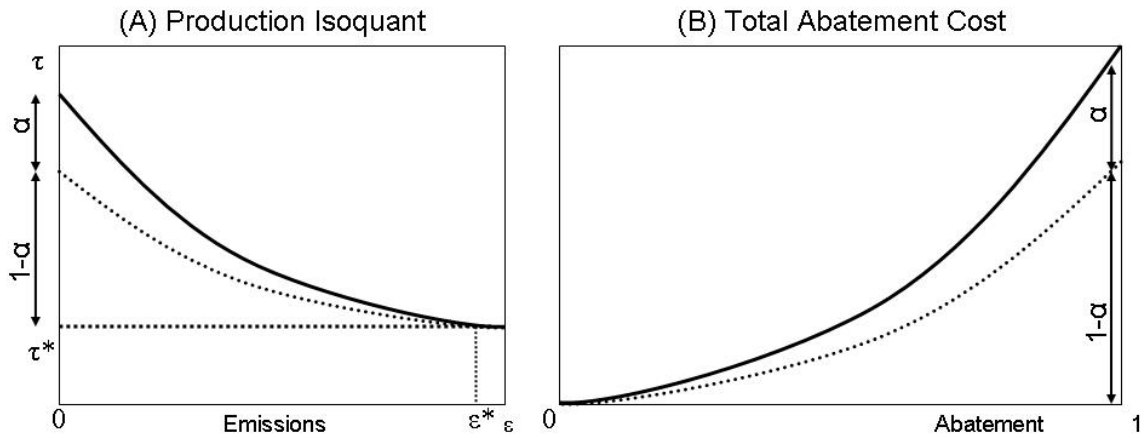 (A) Production Isoquant
τ
α
1-α
τ*
0
Emissions
ε*
ε
(B) Total Abatement Cost
α
1-α
0
Abatement
1